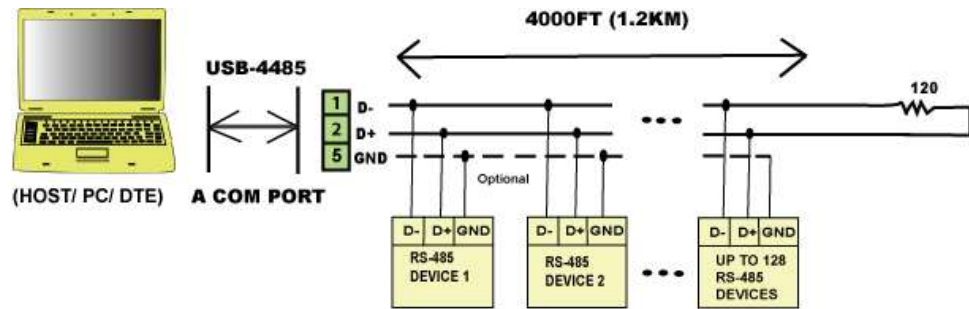 4000FT (1.2KM)
USB-4485
120
1 D-
2 D+
5 GND
Optional
(HOST/ PC/ DTE)
A COM PORT
D- D+ GND
RS-485
DEVICE 1
D- D+ GND
RS-485
DEVICE 2
D- D+ GND
UP TO 128
RS-485
DEVICES